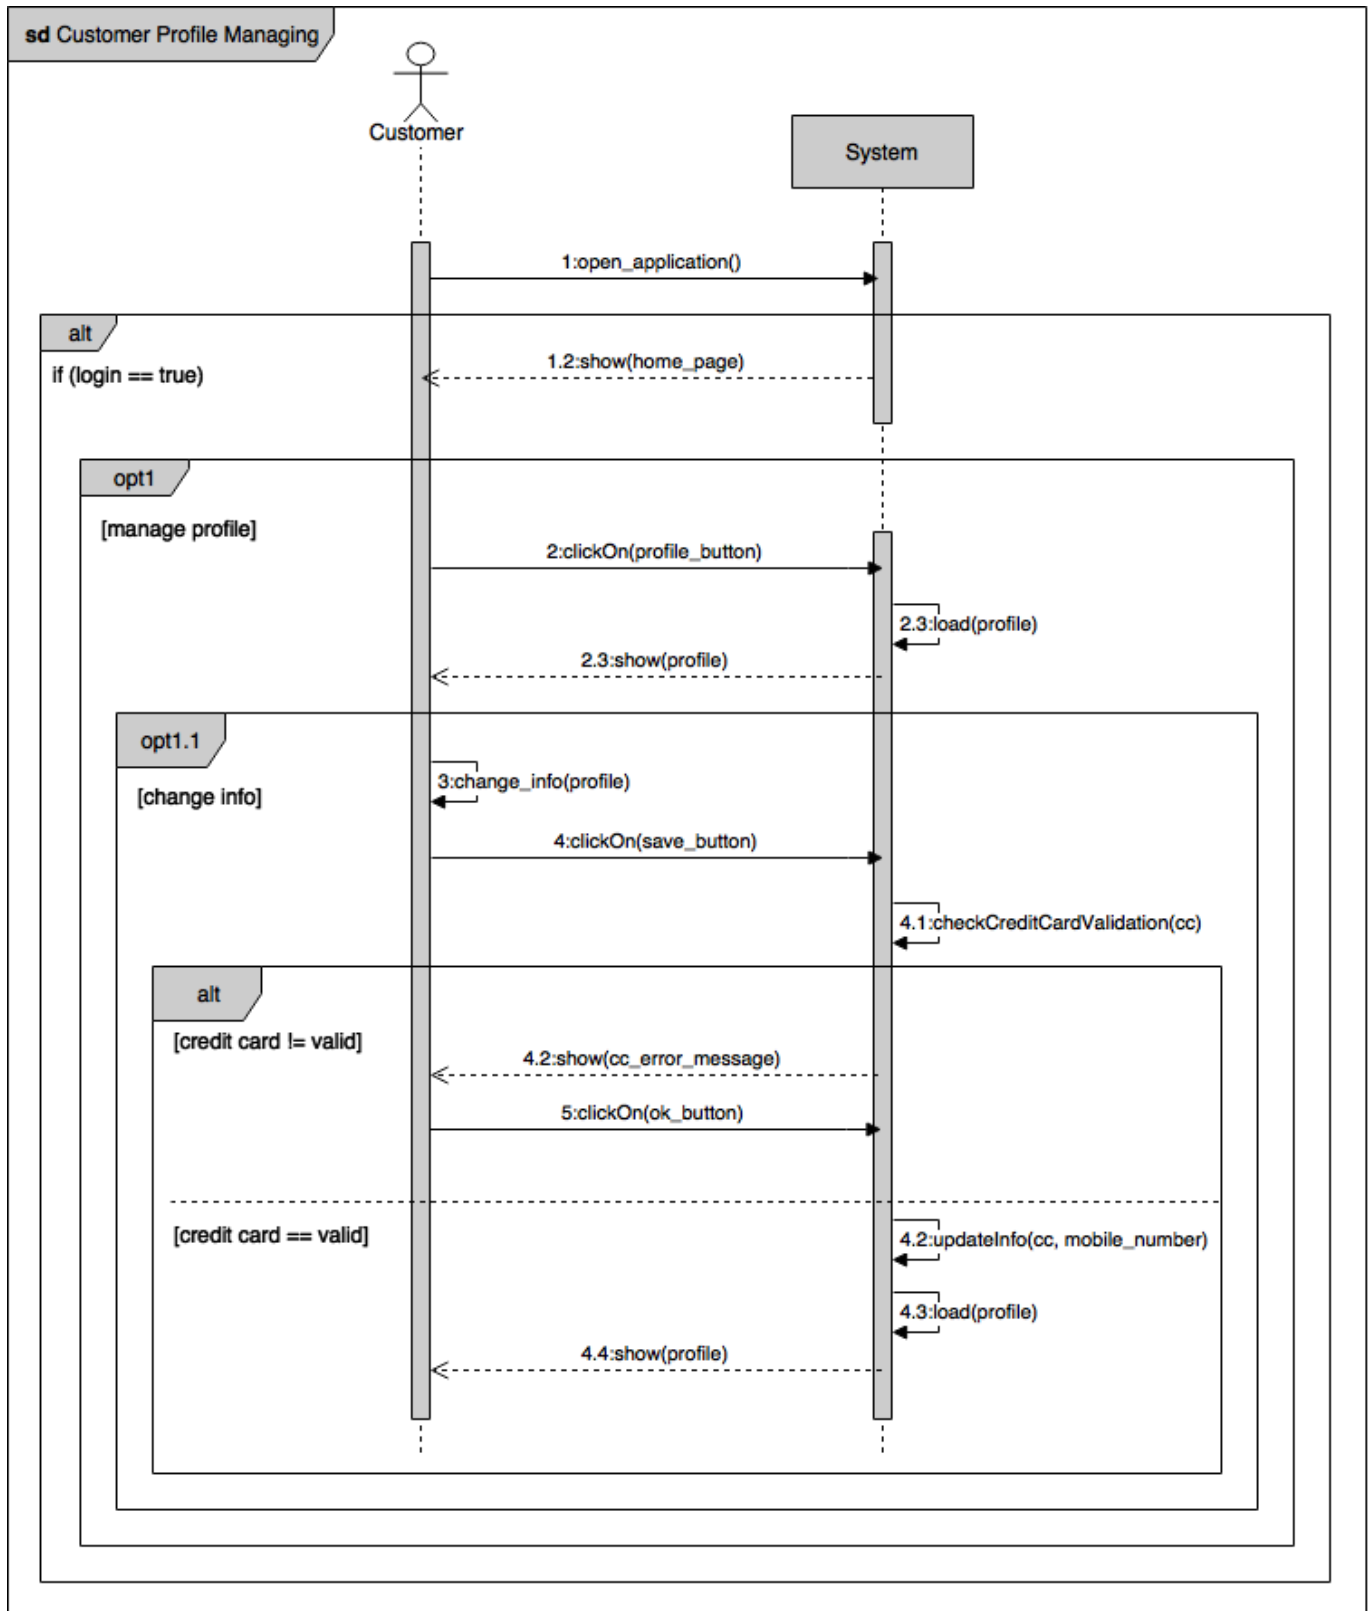 sd Customer Profile Managing
Customer
System
1:open_application()
alt
if (login == true)
1.2:show(home_page)
opt1
[manage profile]
2:clickOn(profile_button)
2.3:load(profile)
2.3:show(profile)
opt1.1
[change info]
3:change_info(profile)
4:clickOn(save_button)
4.1:checkCreditCardValidation(cc)
alt
[credit card != valid]
4.2:show(cc_error_message)
5:clickOn(ok_button)
[credit card == valid]
4.2:updateInfo(cc, mobile_number)
4.3:load(profile)
4.4:show(profile)